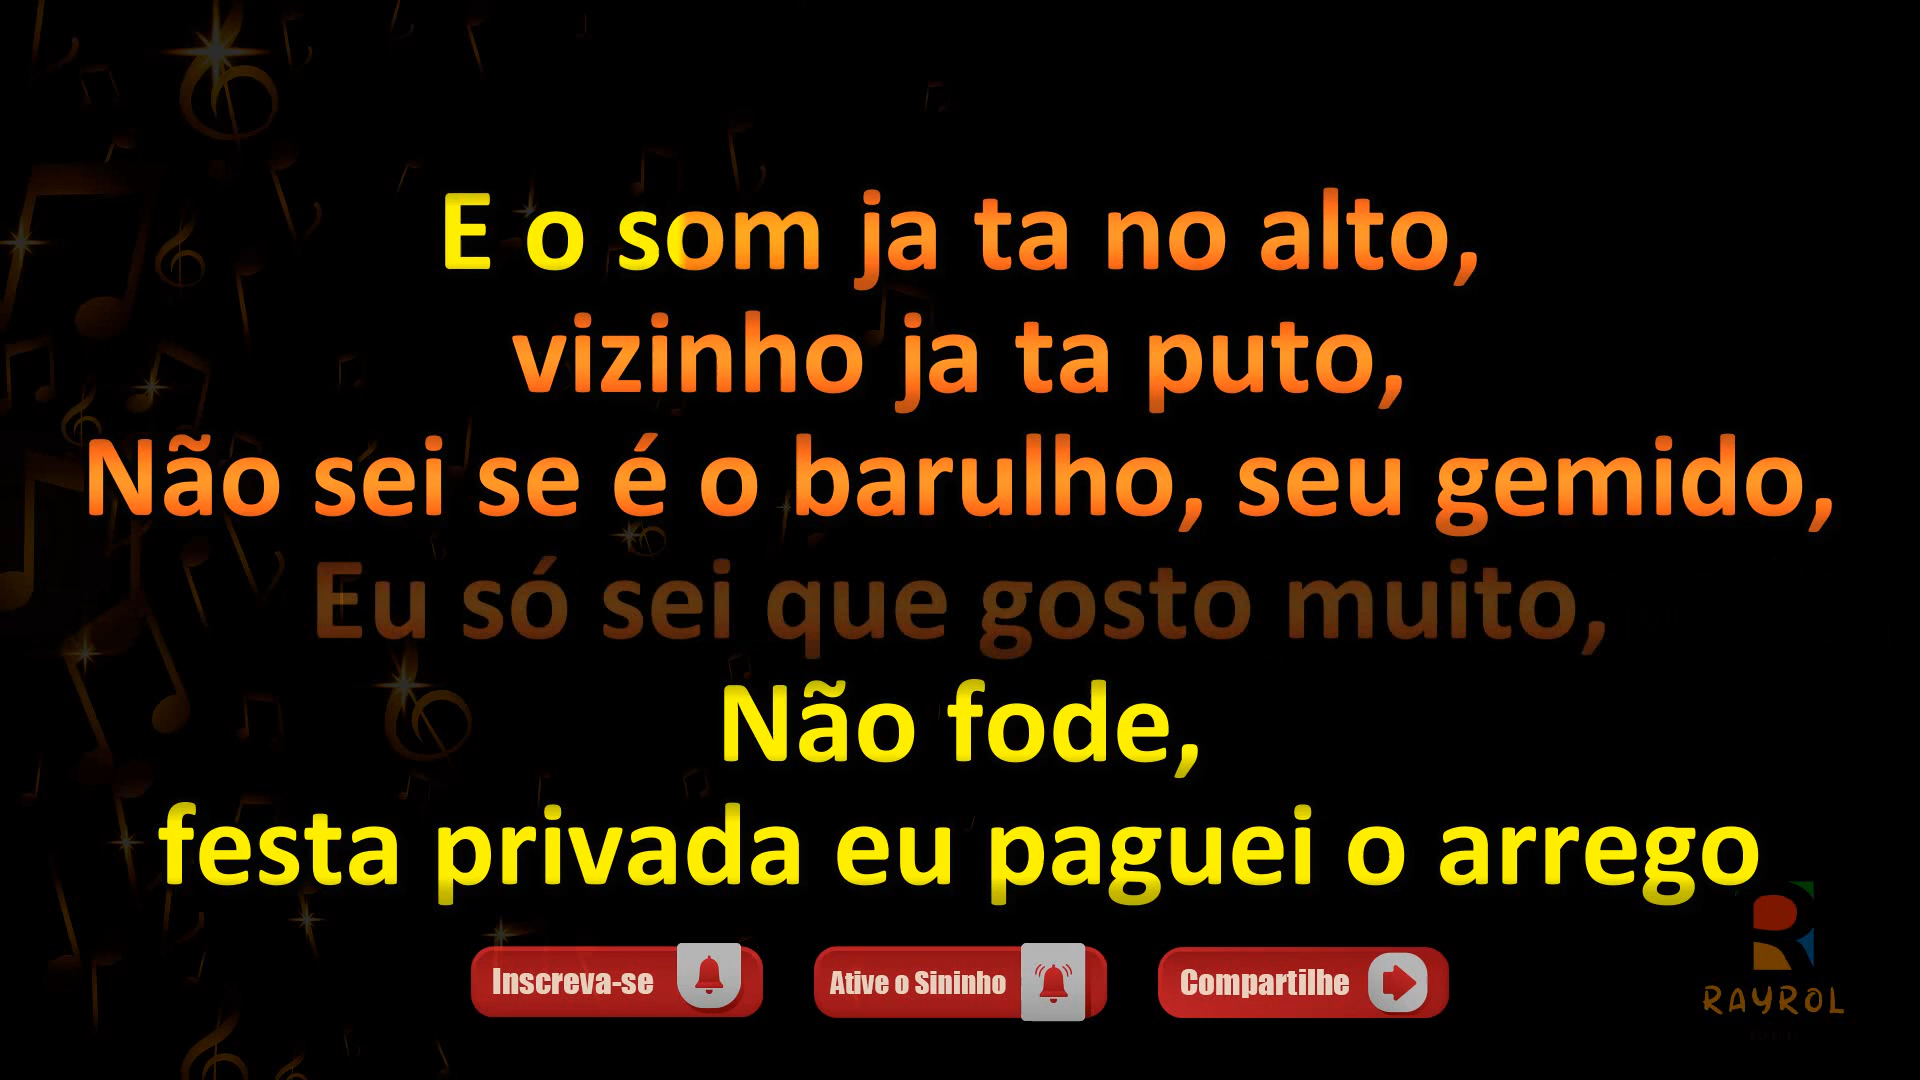 E o som ja ta no alto,
vizinho ja ta puto,
Não sei se é o barulho, seu gemido,
Eu só sei que gosto muito,
Não fode,
festa privada eu paguei o arrego
Inscreva-se
Ative o Sininho
Compartilhe
RAYROL